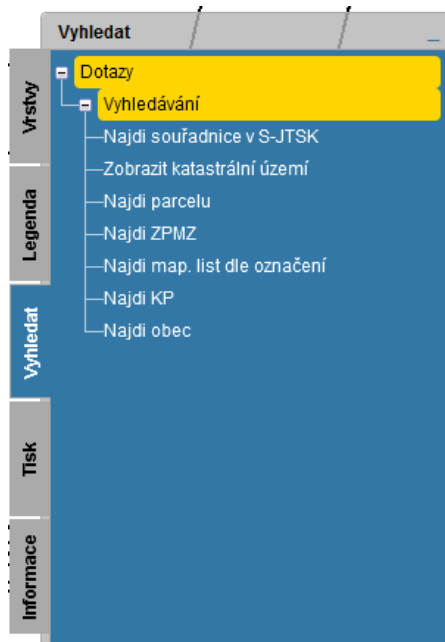 Vyhledat
Dotazy
Vyhledávání
Najdi souřadnice v S-JTSK
Zobrazit katastrální území
Najdi parcelu
Najdi ZPMZ
Najdi map. list dle označení
Najdi KP
Najdi obec
Vrstvy
Legenda
Vyhledat
Tisk
Informace